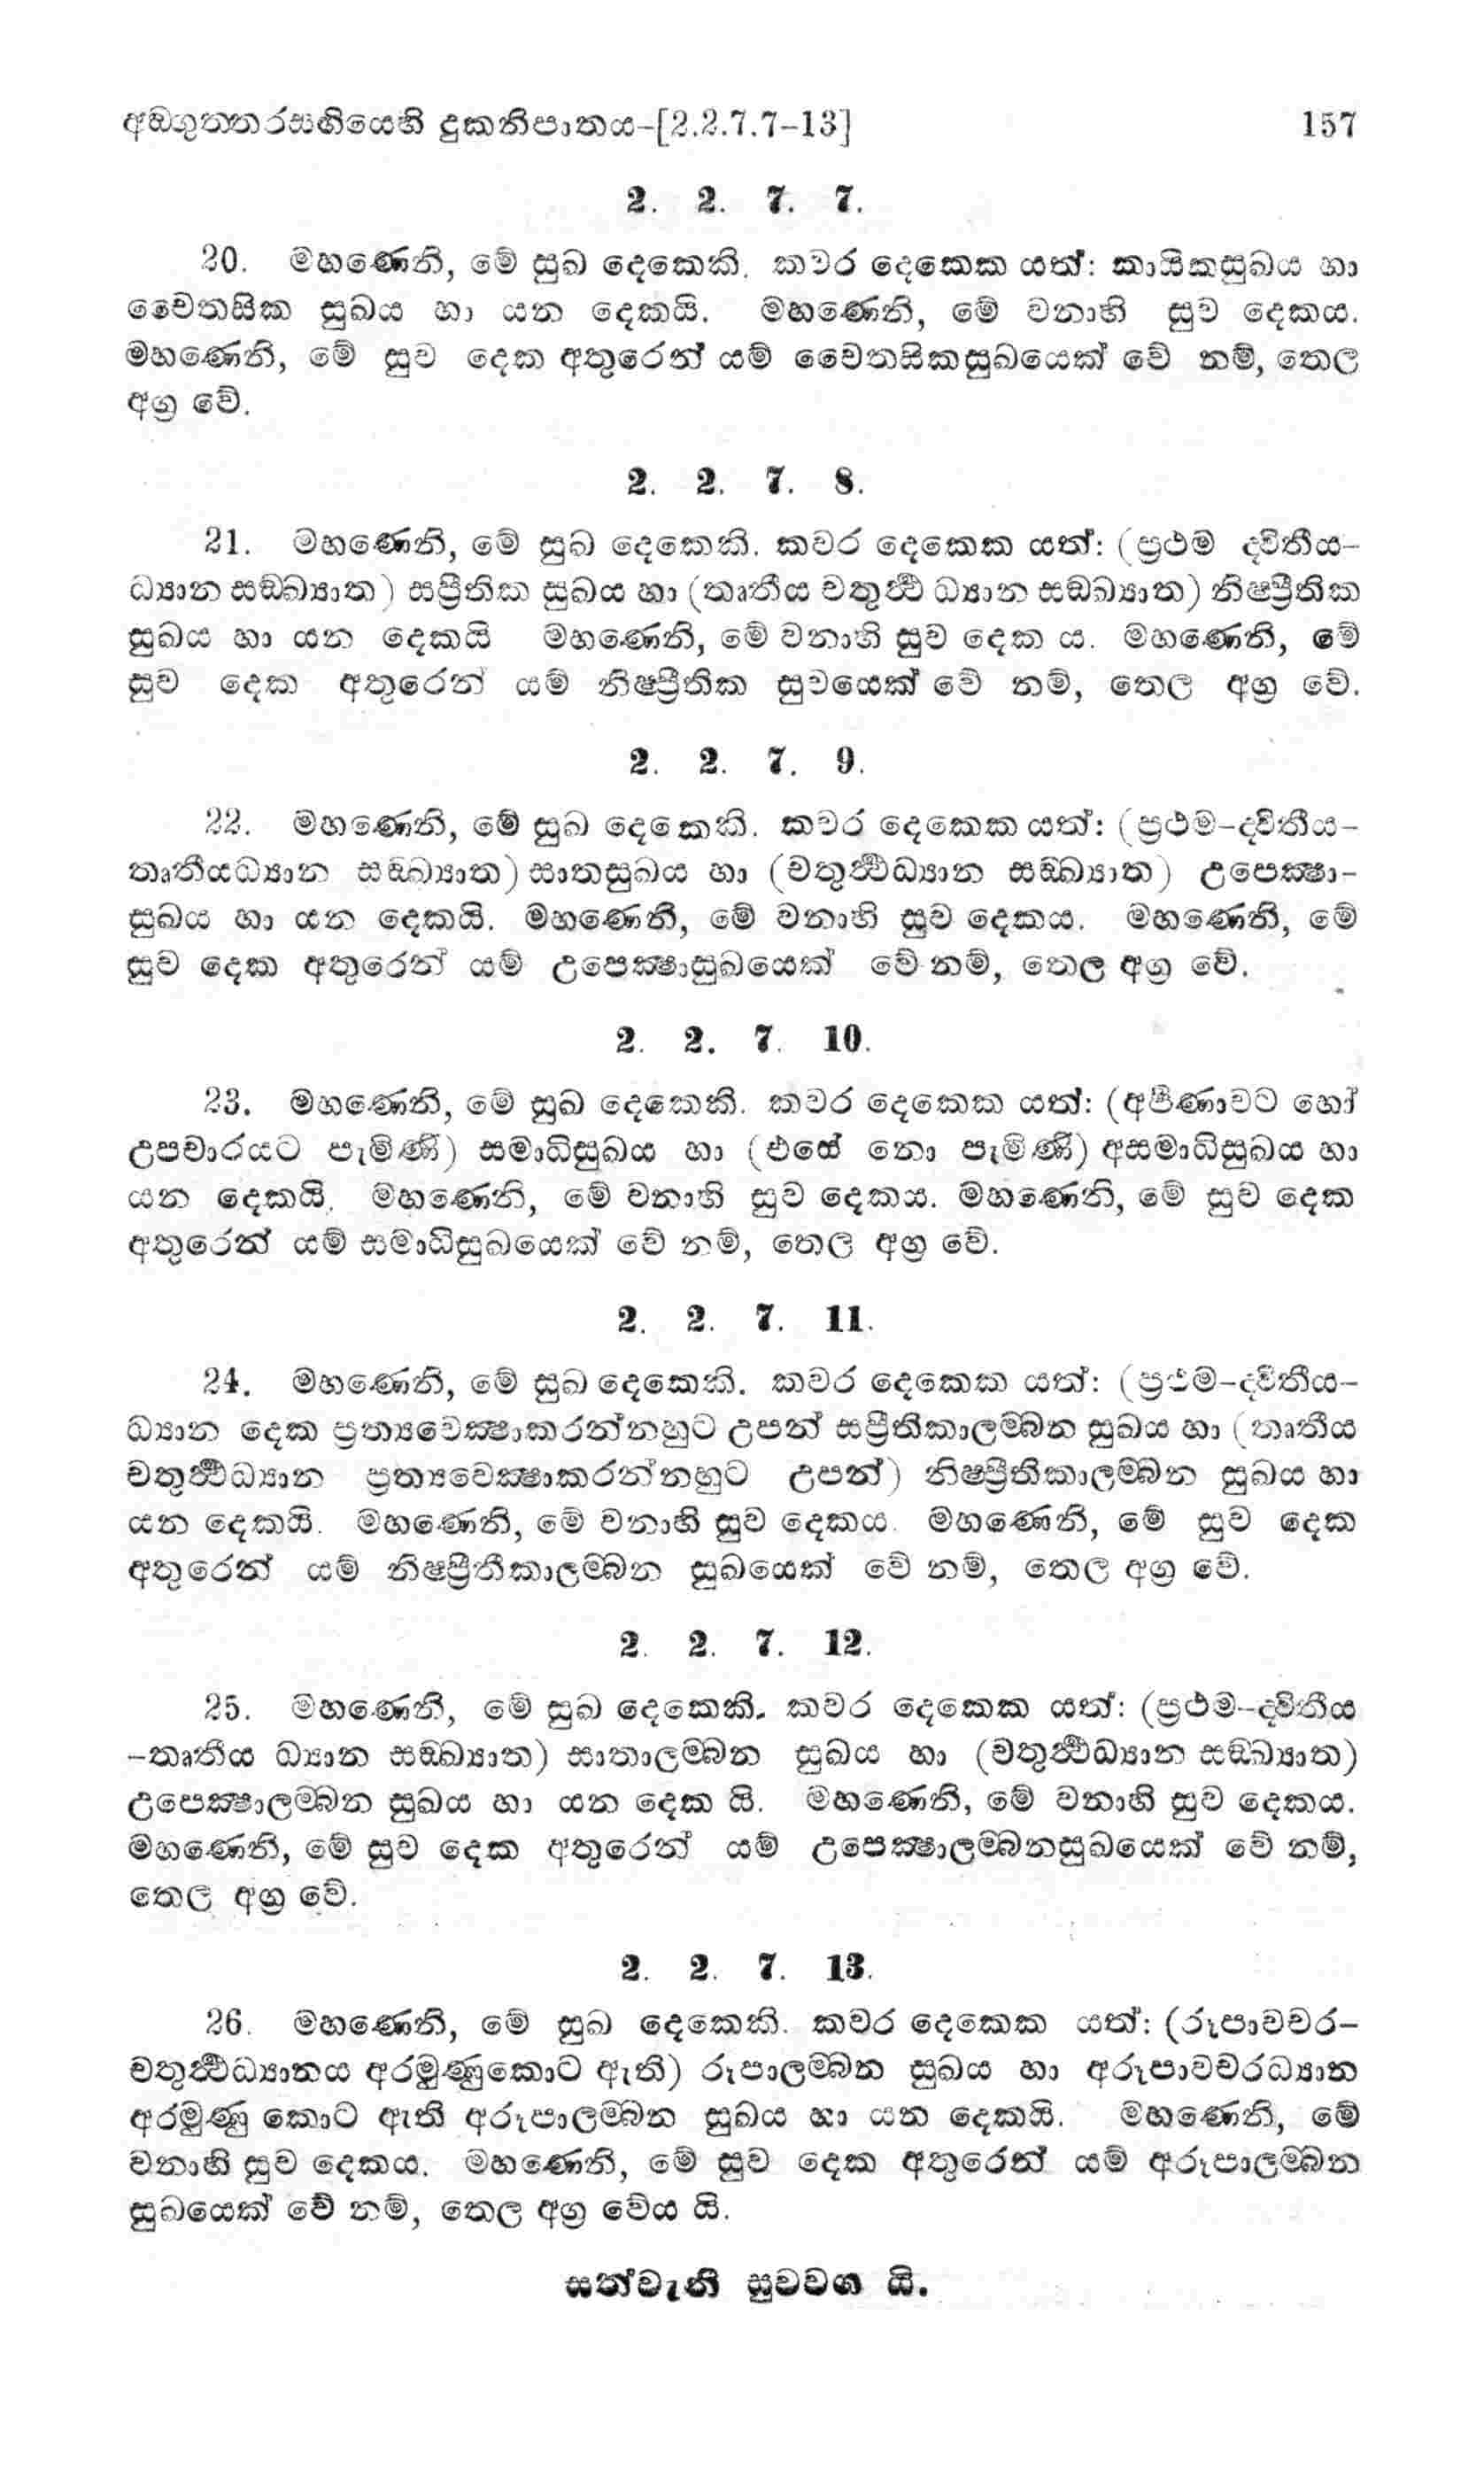 අඞගුත්තරසඟියෙහි දුකනිපාතය-[2.2.7.7-13] 157
2. 2. 7. 7.
20. මහණෙනි, මේ සුඛ දෙකෙකි. කවර දෙකෙක යත්: කායිකසුඛය හා
චෛතසික සුඛය හා යන දෙකයි. මහණෙනි, මේ වනාහි සුව දෙකය.
මහණෙනි, මේ සුව දෙක අතුරෙන් යම් චෛතසිකසුඛයෙක් වේ නම්, තෙල
අග්‍ර වේ.
2. 2. 7. 8.
21. මහණෙනි, මේ සුඛ දෙකෙකි. කවර දෙකෙක යත්: (ප්‍රථම ද්විතීය-
ධ්‍යාන සඞ්ඛ්‍යාත) සප්‍රීතික සුඛය හා (තෘතීය චතුර්‍ථ ධ්‍යාන සඞ්ඛ්‍යාත) නිෂ්ප්‍රීතික
සුඛය හා යන දෙකයි මහණෙනි, මේ වනාහි සුව දෙක ය. මහණෙනි, මේ
සුව දෙක අතුරෙන් යම් නිෂ්ප්‍රීතික සුවයෙක් වේ නම්, තෙල අග්‍ර වේ.
2. 2. 7. 9.
22. මහණෙනි, මේ සුඛ දෙකෙකි. කවර දෙකෙක යත්: (ප්‍රථම-ද්විතීය-
තෘතීයධ්‍යාන සඞ්ඛ්‍යාත) සාතසුඛය හා (චතුර්‍ථධ්‍යාන සඞ්ඛ්‍යාත) උපෙක්‍ෂා-
සුඛය හා යන දෙකයි. මහණෙනි, මේ වනාහි සුව දෙකය. මහණෙනි, මේ
සුව දෙක අතුරෙන් යම් උපෙක්‍ෂාසුඛයෙක් වේ නම්, තෙල අග්‍ර වේ.
2. 2. 7. 10.
23. මහණෙනි, මේ සුඛ දෙකෙකි. කවර දෙකෙක යත්: (අර්‍පණාවට හෝ
උපචාරයට පැමිණි) සමාධිසුඛය හා (එසේ නො පැමිණි) අසමාධිසුඛය හා
යන දෙකයි. මහණෙනි, මේ වනාහි සුව දෙකය. මහණෙනි, මේ සුව දෙක
අතුරෙන් යම් සමාධිසුඛයෙක් වේ නම්, තෙල අග්‍ර වේ.
2. 2. 7. 11.
24. මහණෙනි, මේ සුඛ දෙකෙකි. කවර දෙකෙක යත්: (ප්‍රථම-ද්විතීය-
ධ්‍යාන දෙක ප්‍රත්‍යවෙක්‍ෂාකරන්නහුට උපන් සප්‍රීතිකාලම්බන සුඛය හා (තෘතීය
චතුර්‍ථධ්‍යාන ප්‍රත්‍යවෙක්‍ෂාකරන්නහුට උපන්) නිෂ්ප්‍රීතිකාලම්බන සුඛය හා
යන දෙකයි. මහණෙනි, මේ වනාහි සුව දෙකය. මහණෙනි, මේ සුව දෙක
අතුරෙන් යම් නිෂ්ප්‍රීතීකාලම්බන සුඛයෙක් වේ නම්, තෙල අග්‍ර වේ.
2. 2. 7. 12.
25. මහණෙනි, මේ සුඛ දෙකෙකි. කවර දෙකෙක යත්: (ප්‍රථම-ද්විතීය
-තෘතීය ධ්‍යාන සඞ්ඛ්‍යාත) සාතාලම්බන සුඛය හා (චතුර්‍ථධ්‍යාන සඞ්ඛ්‍යාත)
උපෙක්‍ෂාලම්බන සුඛය හා යන දෙක යි. මහණෙනි, මේ වනාහි සුව දෙකය.
මහණෙනි, මේ සුව දෙක අතුරෙන් යම් උපෙක්‍ෂාලම්බනසුඛයෙක් වේ නම්,
තෙල අග්‍ර වේ.
2. 2. 7. 13.
26. මහණෙනි, මේ සුඛ දෙකෙකි. කවර දෙකෙක යත්: (රූපාවචර-
චතුර්‍ථධ්‍යානය අරමුණුකොට ඇති) රූපාලම්බන සුඛය හා අරූපාවචරධ්‍යාන
අරමුණු කොට ඇති අරූපාලම්බන සුඛය හා යන දෙකයි. මහණෙනි, මේ
වනාහි සුව දෙකය. මහණෙනි, මේ සුව දෙක අතුරෙන් යම් අරූපාලම්බන
සුඛයෙක් වේ නම්, තෙල අග්‍ර වේය යි.
සත්වැනි සුවවග යි.